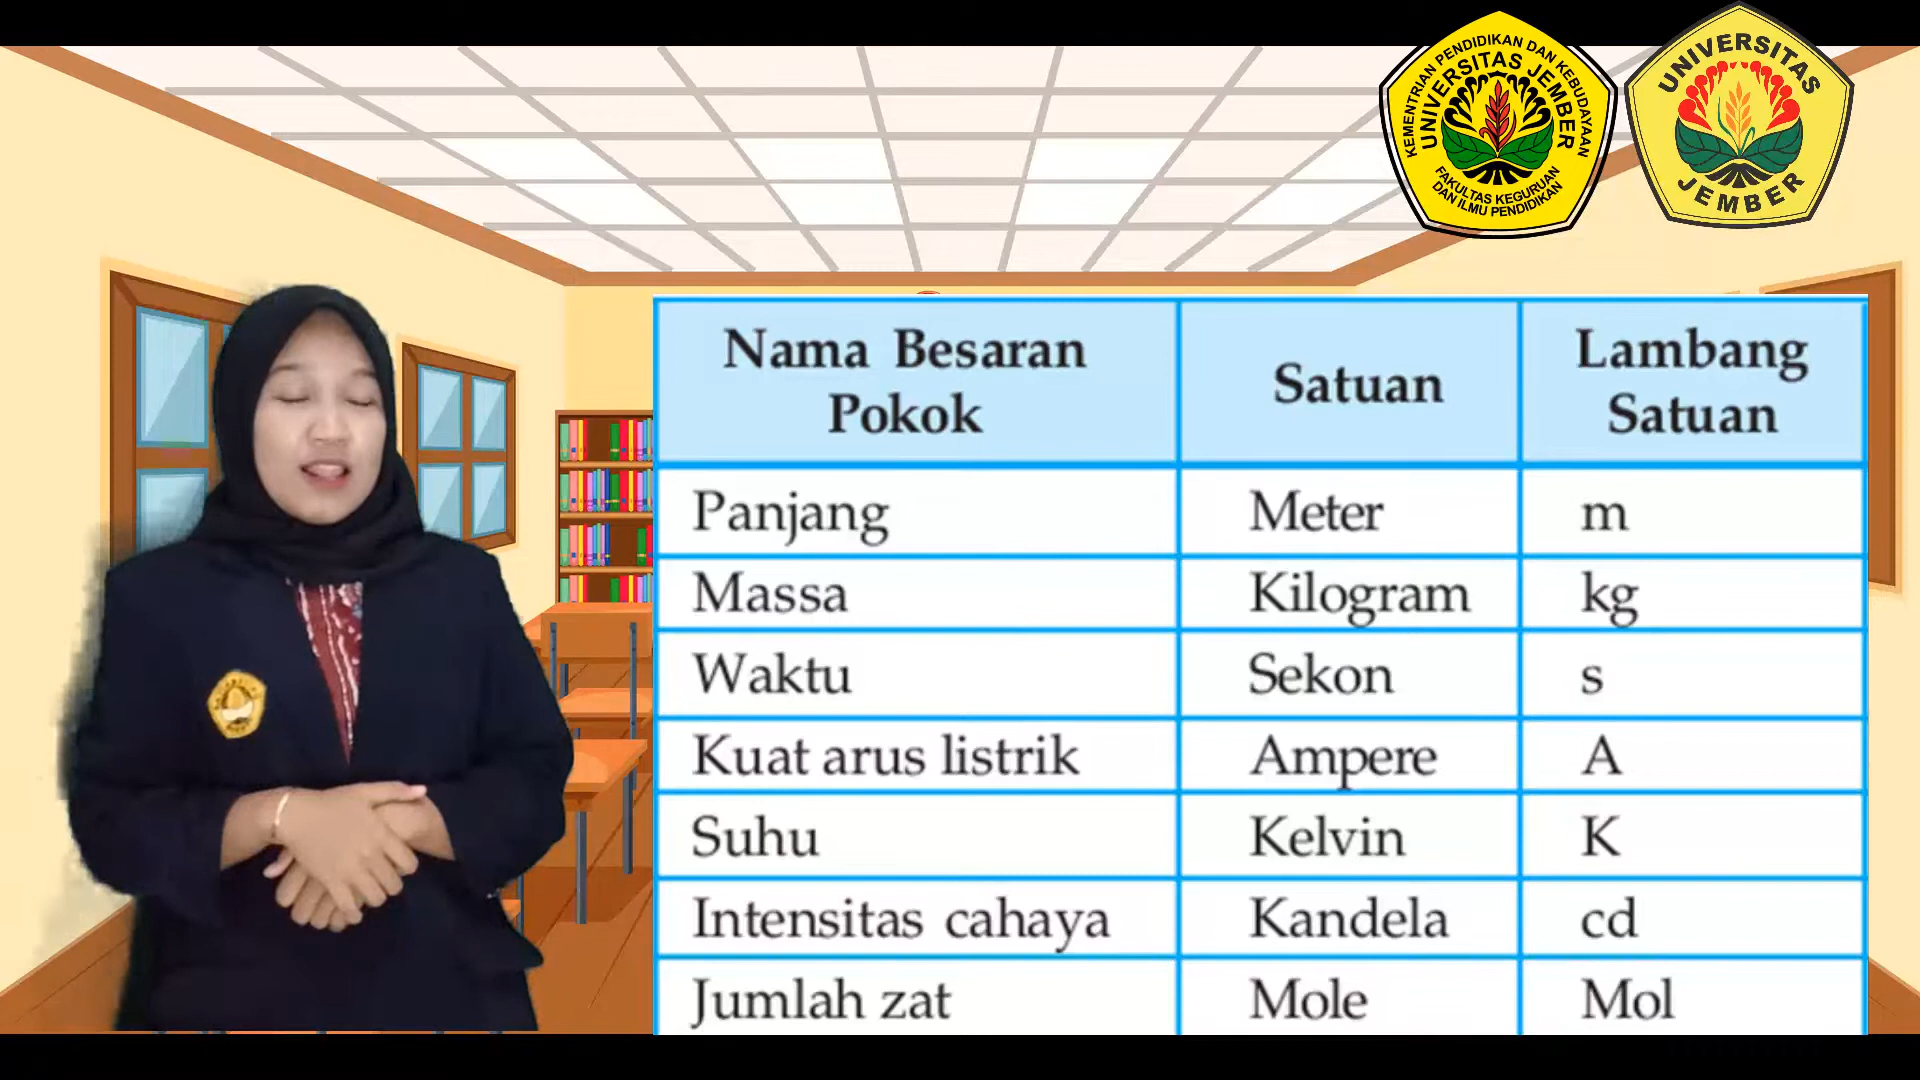 KEMENTRIAN PENDIDIKAN DAN KEBUDAYAAN
UNIVERSITAS JEMBER
FAKULTAS KEGURUAN
DAN ILMU PENDIDIKAN
UNIVERSITAS
JEMBER
Nama Besaran Pokok
Satuan
Lambang Satuan
Panjang Meter m
Massa Kilogram kg
Waktu Sekon s
Kuat arus listrik Ampere A
Suhu Kelvin K
Intensitas cahaya Kandela cd
Jumlah zat Mole Mol